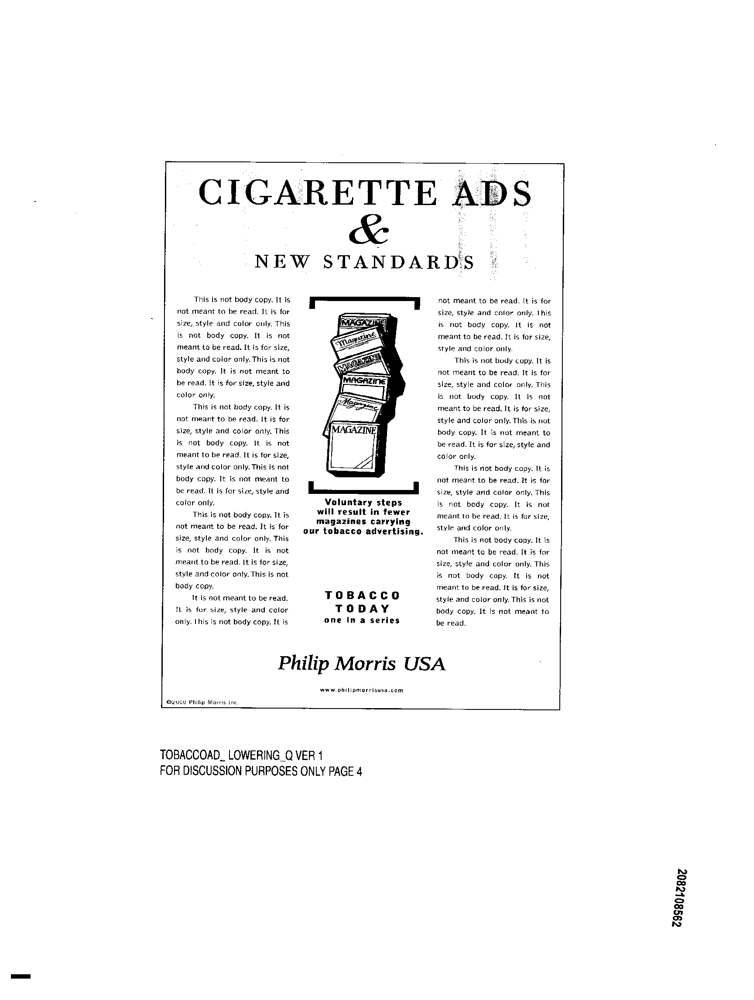 CIGARETTE ADS
&
NEW STANDARDS
This is not body copy. It is
not meant to be read. It is for
size, style and color only. This
is not body copy. It is not
meant to be read. It is for size,
style and color only. This is not
body copy. It is not meant to
be read. It is for size, style and
color only.
This is not body copy. It is
not meant to be read. It is for
size, style and color only. This
is not body copy. It is not
meant to be read. It is for size,
style and color only. This is not
body copy. It is not meant to
be read. It is for size, style and
color only.
This is not body copy. It is
not meant to be read. It is for
size, style and color only. This
is not body copy. It is not
meant to be read. It is for size,
style and color only. This is not
body copy.
It is not meant to be read.
It is for size, style and color
only. This is not body copy. It is
MAGAZINE
Magazine
MAGAZINE
MAGAZINE
Magazine
MAGAZINE
Voluntary steps
will result in fewer
magazines carrying
our tobacco advertising.
TOBACCO
TODAY
one in a series
not meant to be read. It is for
size, style and color only. This
is not body copy. It is not
meant to be read. It is for size,
style and color only.
This is not body copy. It is
not meant to be read. It is for
size, style and color only. This
is not body copy. It is not
meant to be read. It is for size,
style and color only. This is not
body copy. It is not meant to
be read. It is for size, style and
color only.
This is not body copy. It is
not meant to be read. It is for
size, style and color only. This
is not body copy. It is not
meant to be read. It is for size,
style and color only.
This is not body copy. It is
not meant to be read. It is for
size, style and color only. This
is not body copy. It is not
meant to be read. It is for size,
style and color only. This is not
body copy. It is not meant to
be read.
Philip Morris USA
www.philipmorrisusa.com
©2000 Philip Morris Inc.
TOBACCOAD_ LOWERING_Q VER 1
FOR DISCUSSION PURPOSES ONLY PAGE 4
2082108562